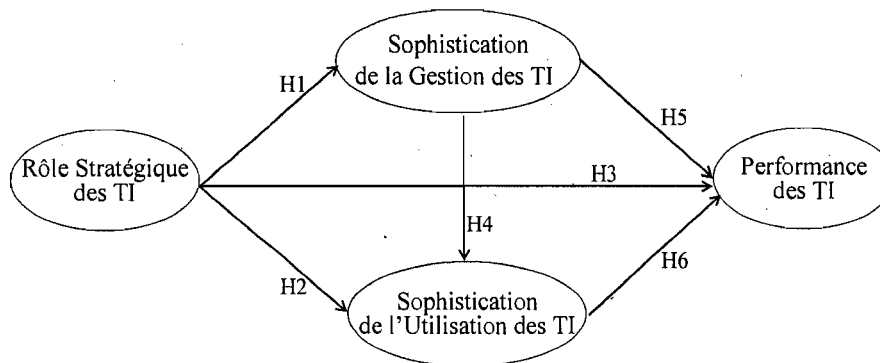 Sophistication
de la Gestion des TI
H1
H5
Rôle Stratégique
des TI
H3
Performance
des TI
H4
H2
H6
Sophistication
de l'Utilisation des TI